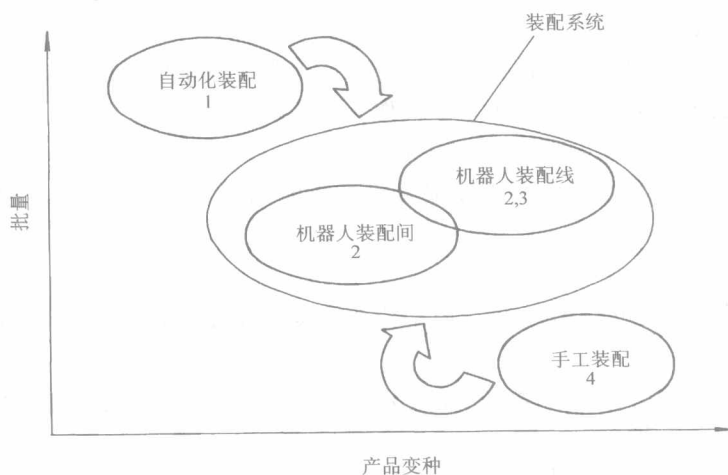 装配系统
自动化装配
1
机器人装配线
2,3
机器人装配间
2
手工装配
4
批量
产品变种